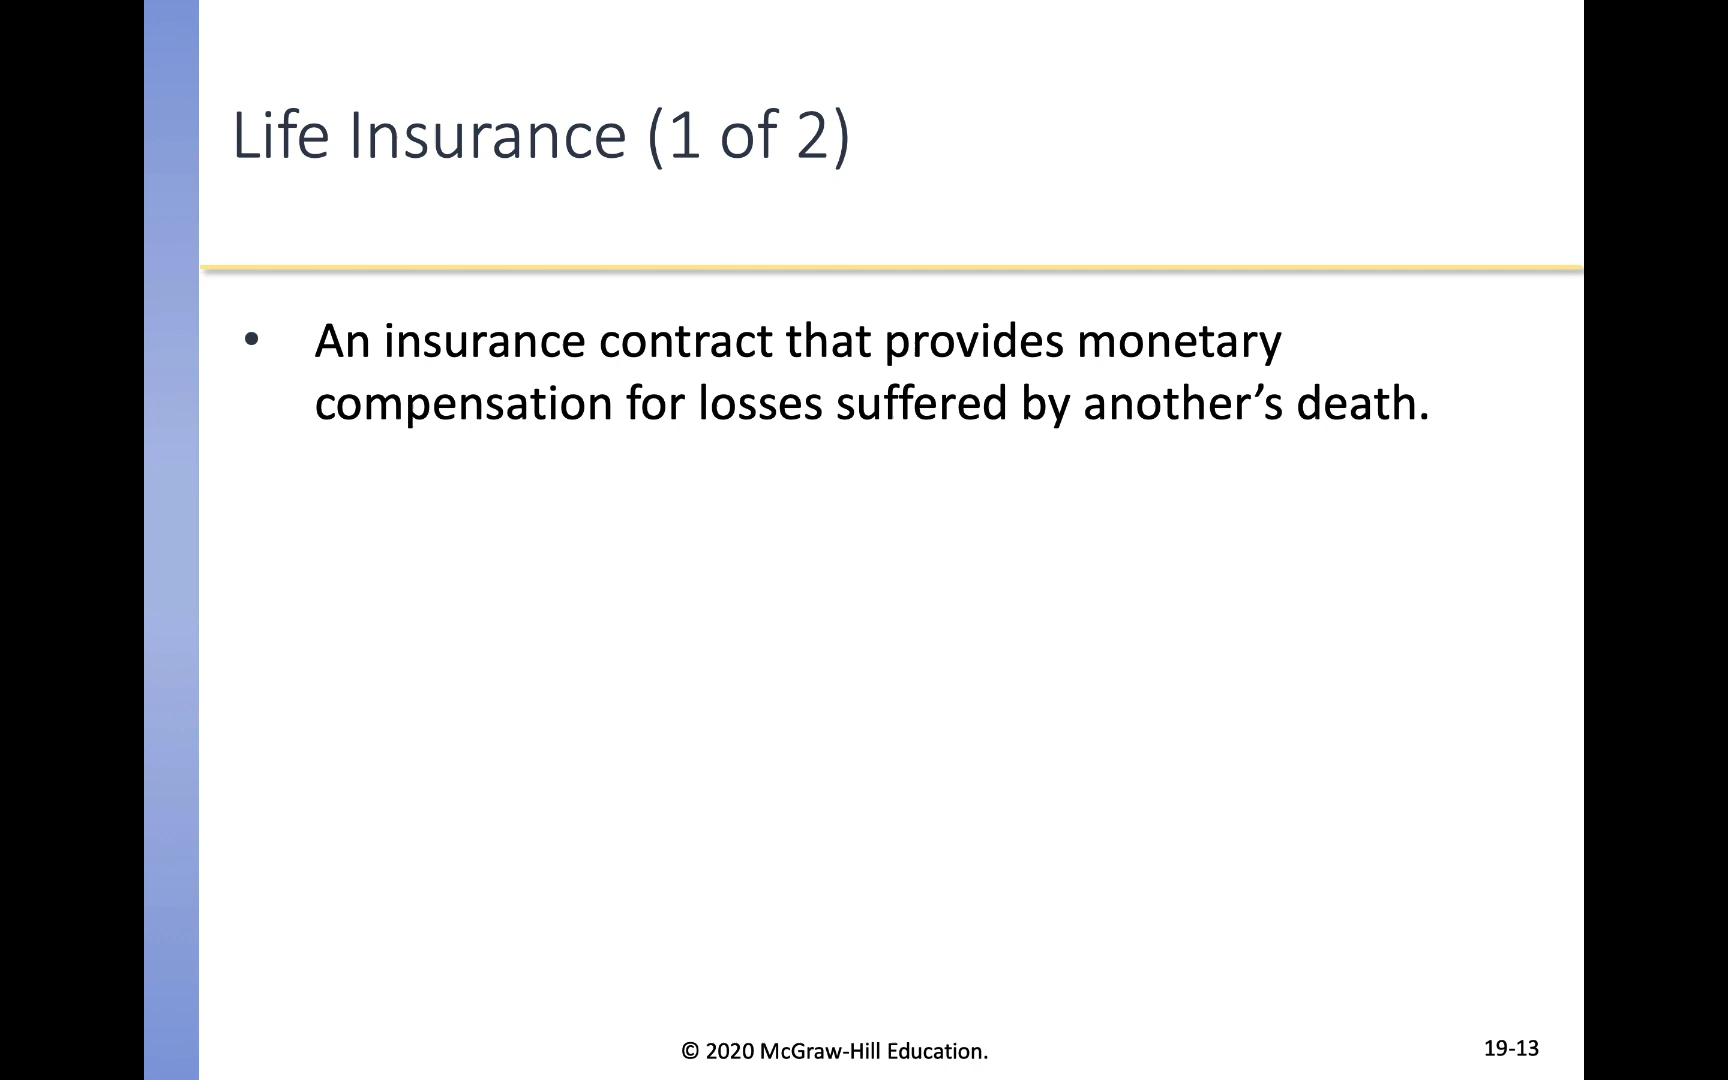 Life Insurance (1 of 2)
• An insurance contract that provides monetary
compensation for losses suffered by another’s death.
© 2020 McGraw-Hill Education.
19-13